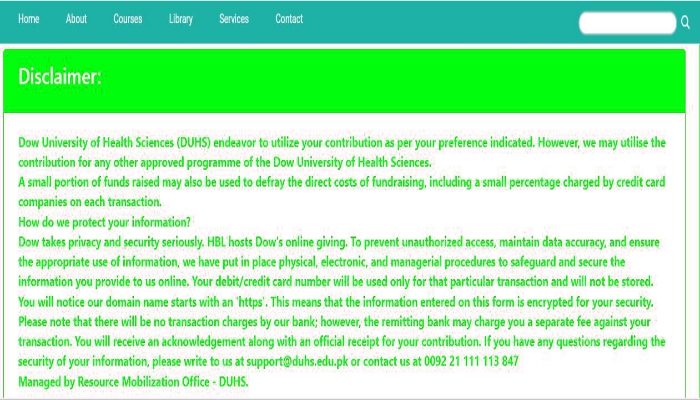 Home About Courses Library Services Contact
Disclaimer:
Dow University of Health Sciences (DUHS) endeavor to utilize your contribution as per your preference indicated. However, we may utilise the
contribution for any other approved programme of the Dow University of Health Sciences.
A small portion of funds raised may also be used to defray the direct costs of fundraising, including a small percentage charged by credit card
companies on each transaction.
How do we protect your information?
Dow takes privacy and security seriously. HBL hosts Dow's online giving. To prevent unauthorized access, maintain data accuracy, and ensure
the appropriate use of information, we have put in place physical, electronic, and managerial procedures to safeguard and secure the
information you provide to us online. Your debit/credit card number will be used only for that particular transaction and will not be stored.
You will notice our domain name starts with an 'https'. This means that the information entered on this form is encrypted for your security.
Please note that there will be no transaction charges by our bank; however, the remitting bank may charge you a separate fee against your
transaction. You will receive an acknowledgement along with an official receipt for your contribution. If you have any questions regarding the
security of your information, please write to us at support@duhs.edu.pk or contact us at 0092 21 111 113 847
Managed by Resource Mobilization Office - DUHS.